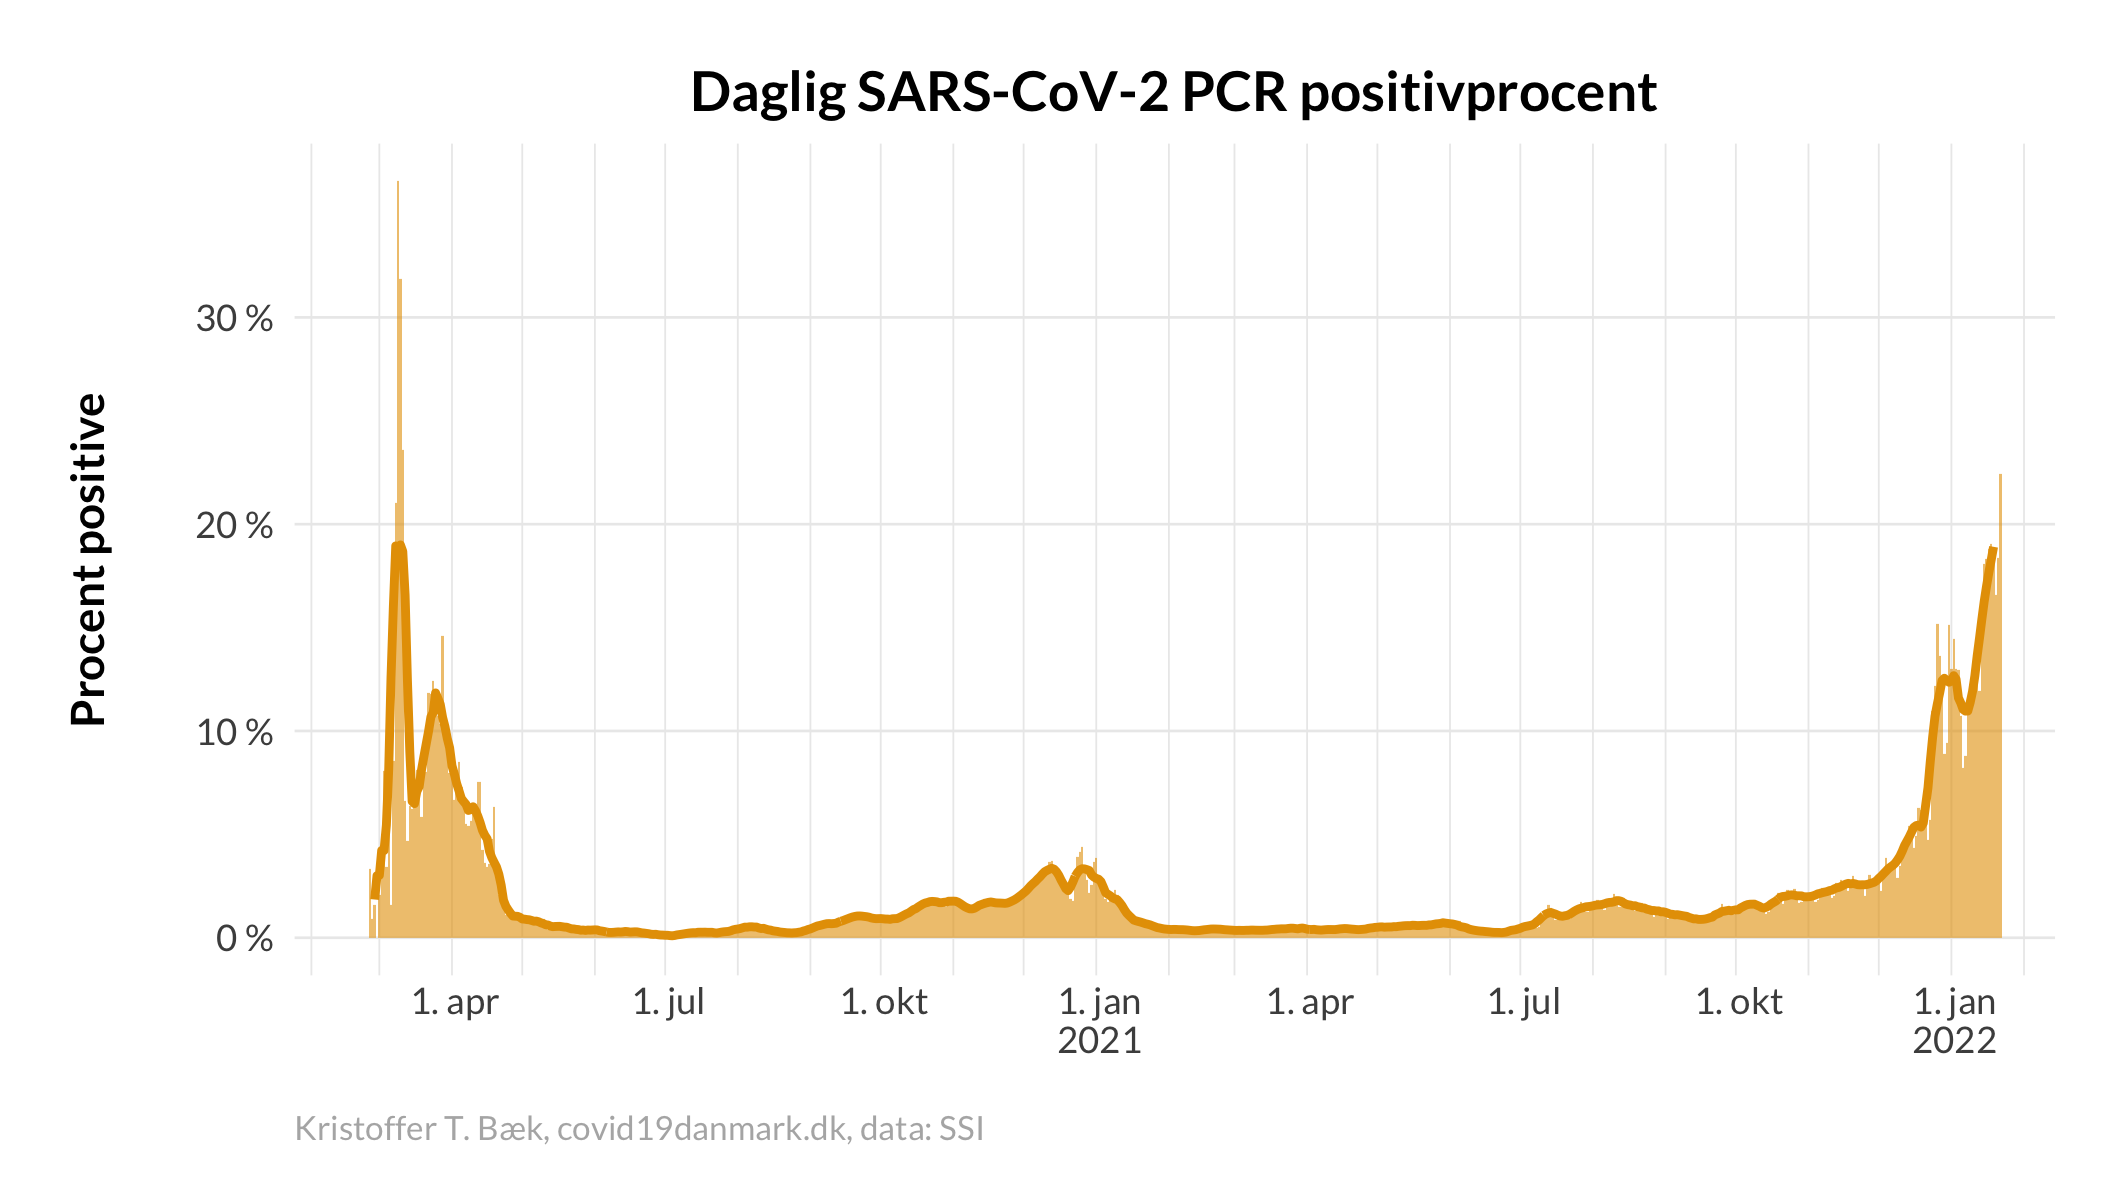 Daglig SARS-CoV-2 PCR positivprocent
Procent positive
30 %
20 %
10 %
0 %
1. apr
1. jul
1. okt
1. jan
2021
1. apr
1. jul
1. okt
1. jan
2022
Kristoffer T. Bæk, covid19danmark.dk, data: SSI